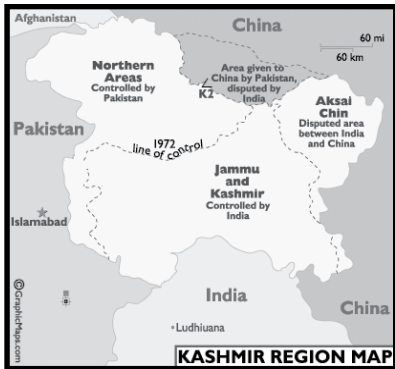 Afghanistan
China
60 mi
60 km
Northern
Areas
Controlled by
Pakistan
Area given to
China by Pakistan,
disputed by
India
K2
Aksai
Chin
Disputed area
between India
and China
Pakistan
1972
line of control
Jammu
and
Kashmir
Controlled by
India
Islamabad
India
China
Ludhiuana
©GraphicMaps.com
KASHMIR REGION MAP